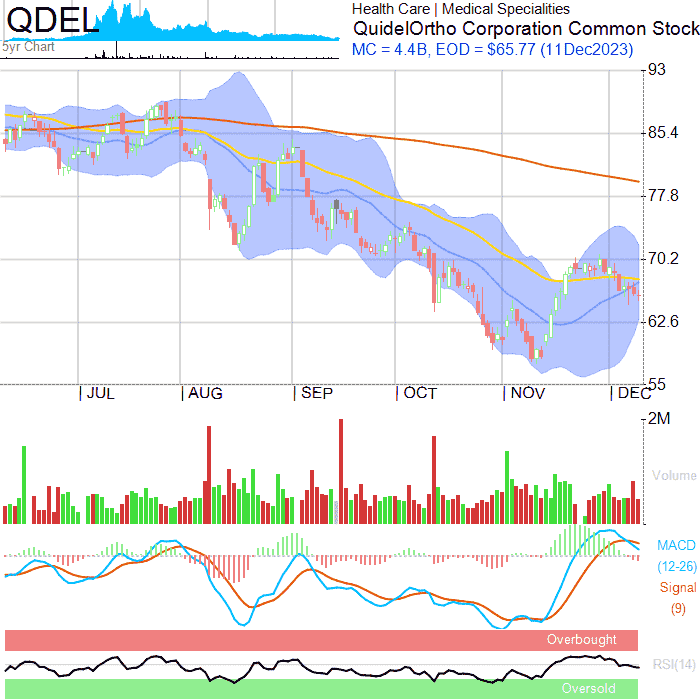 QDEL
5yr Chart
Health Care | Medical Specialities
QuidelOrtho Corporation Common Stock
MC = 4.4B, EOD = $65.77 (11Dec2023)
93
85.4
77.8
70.2
62.6
55
| JUL | AUG | SEP | OCT | NOV | DEC
2M
Volume
MACD
(12-26)
Signal
(9)
Overbought
RSI(14)
Oversold